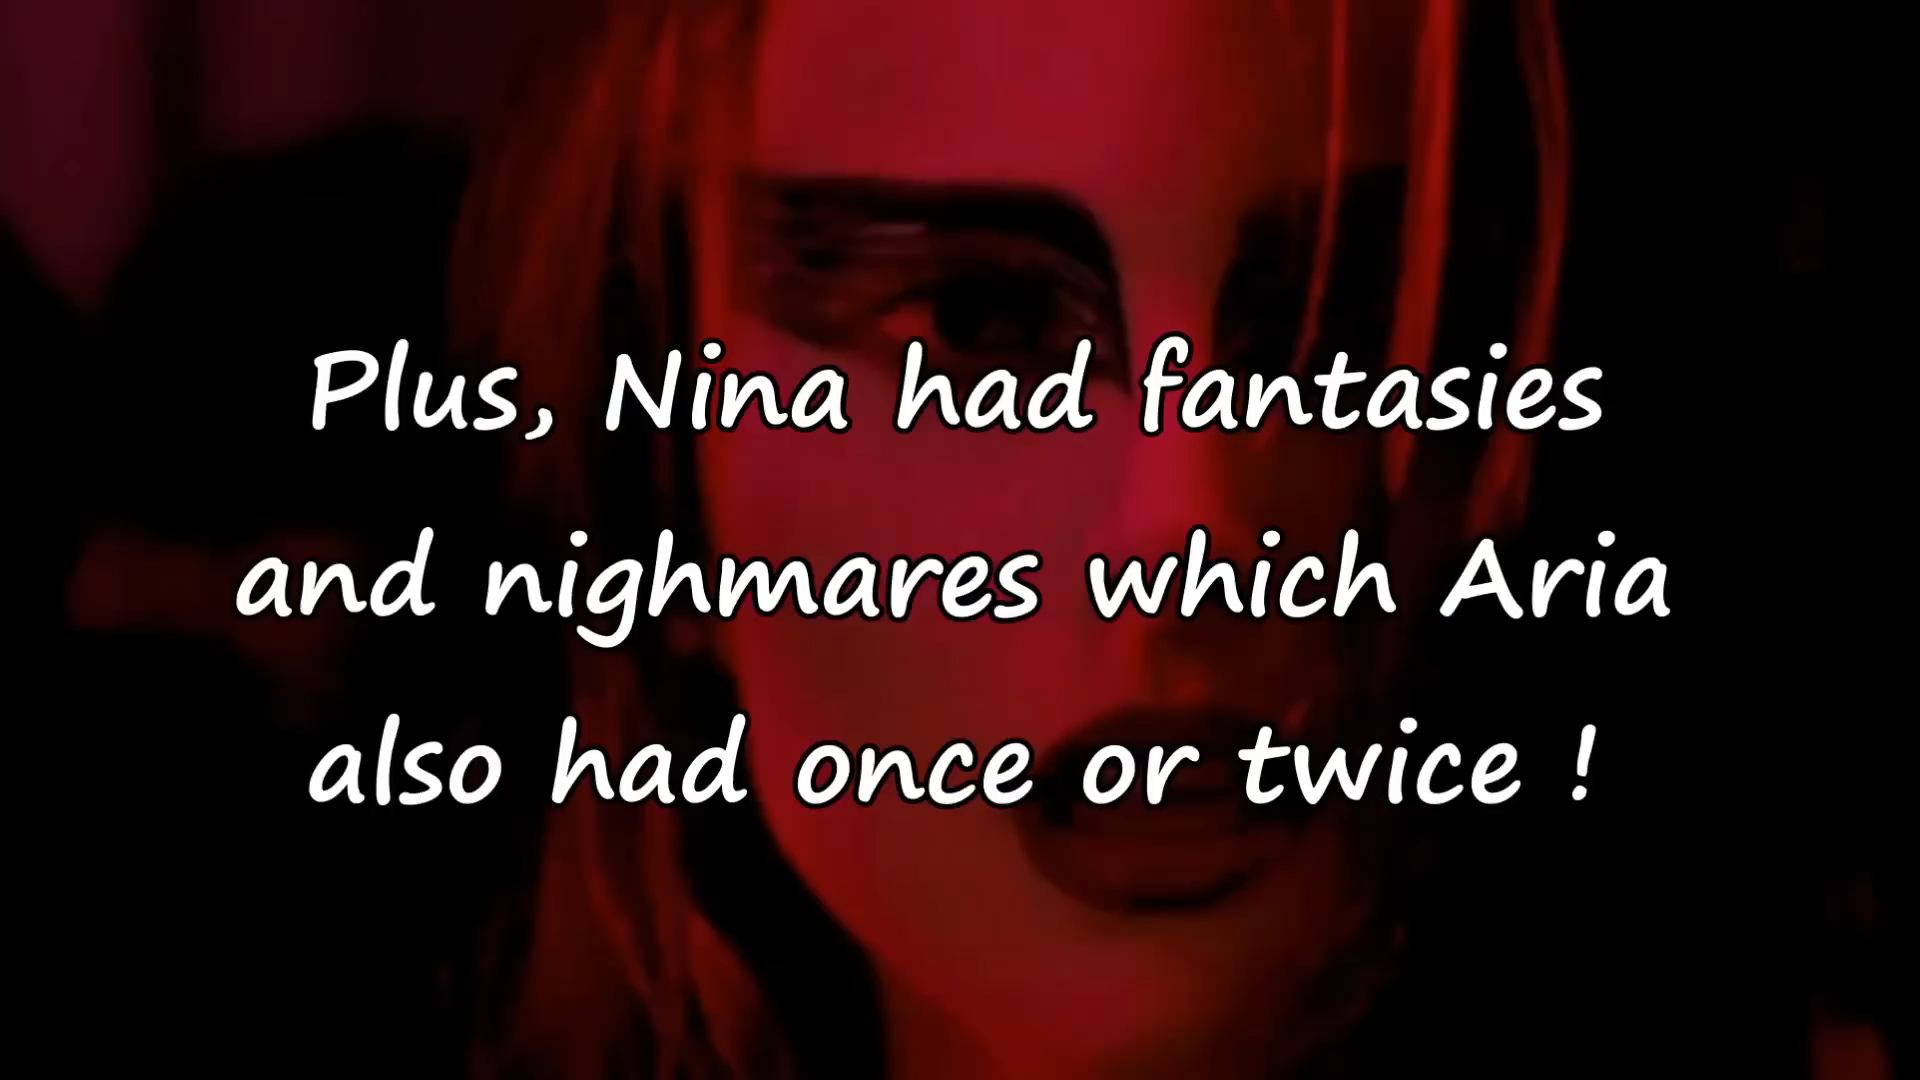 Plus, Nina had fantasies
and nighmares which Aria
also had once or twice !